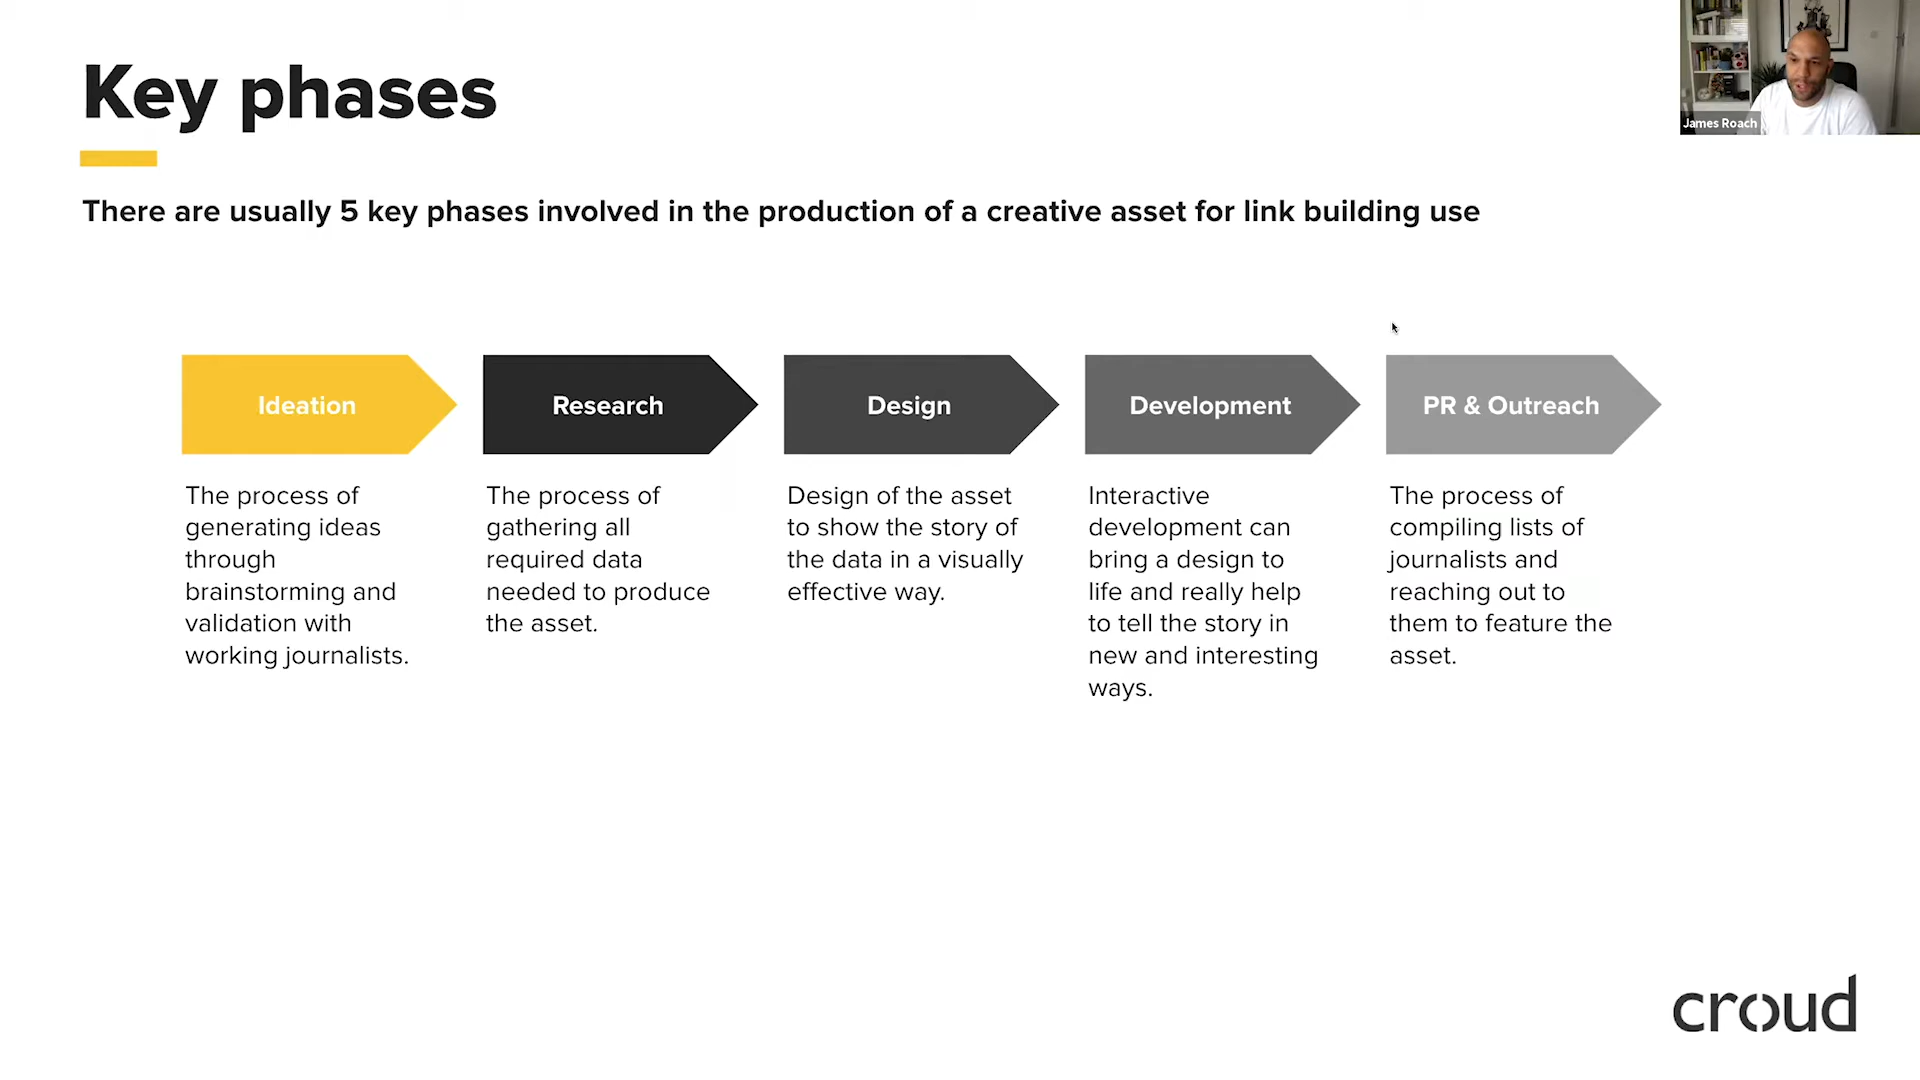 Key phases
James Roach
There are usually 5 key phases involved in the production of a creative asset for link building use
Ideation
The process of
generating ideas
through
brainstorming and
validation with
working journalists.
Research
The process of
gathering all
required data
needed to produce
the asset.
Design
Design of the asset
to show the story of
the data in a visually
effective way.
Development
Interactive
development can
bring a design to
life and really help
to tell the story in
new and interesting
ways.
PR & Outreach
The process of
compiling lists of
journalists and
reaching out to
them to feature the
asset.
croud